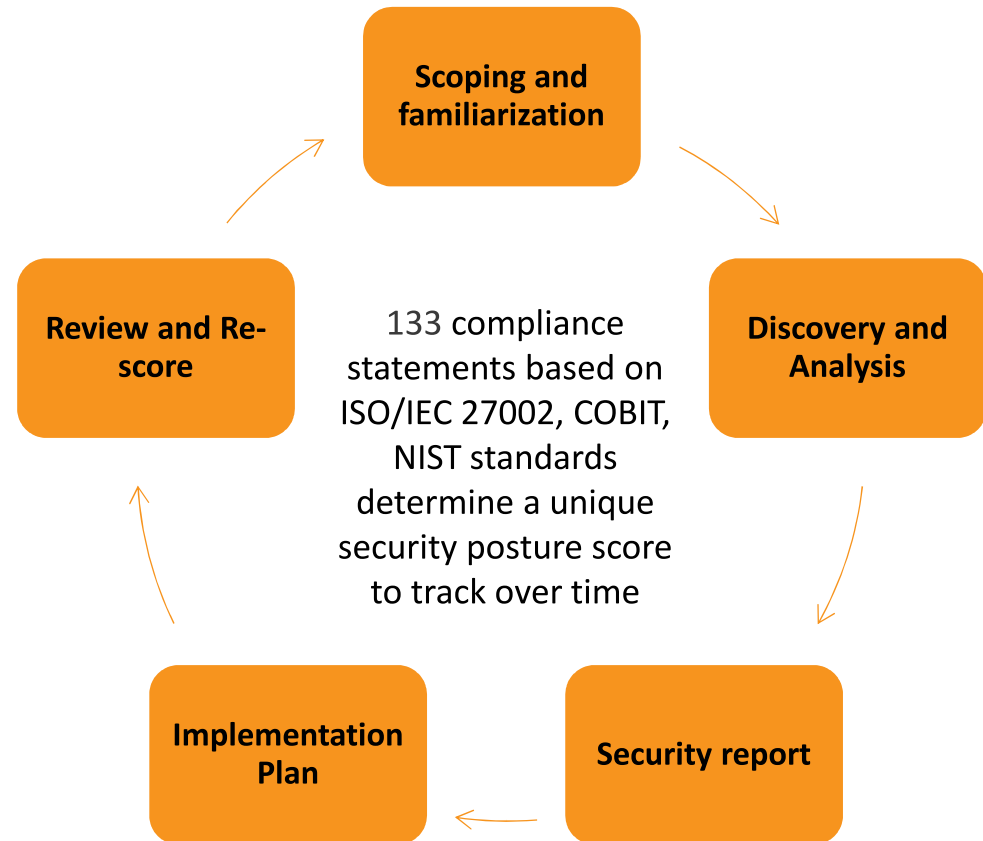 Scoping and
familiarization
Discovery and
Analysis
Security report
Implementation
Plan
Review and Re-
score
133 compliance
statements based on
ISO/IEC 27002, COBIT,
NIST standards
determine a unique
security posture score
to track over time